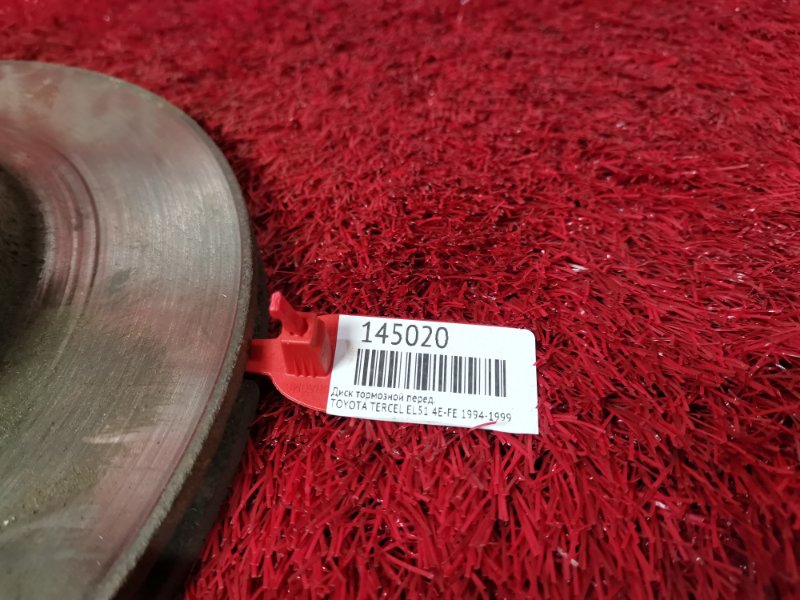 145020
Диск тормозной перед.
TOYOTA TERCEL EL51 4E-FE 1994-1999